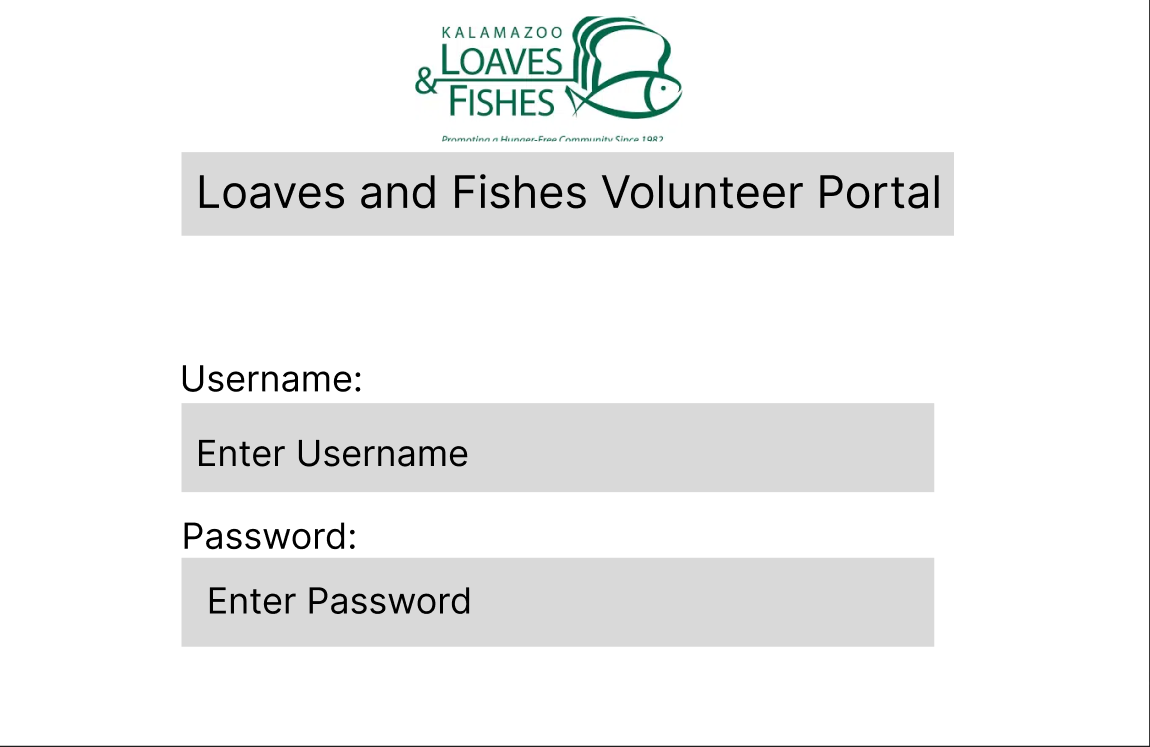 KALAMAZOO
LOAVES
& FISHES
Promoting a Hunger-Free Community Since 1982
Loaves and Fishes Volunteer Portal
Username:
Enter Username
Password:
Enter Password